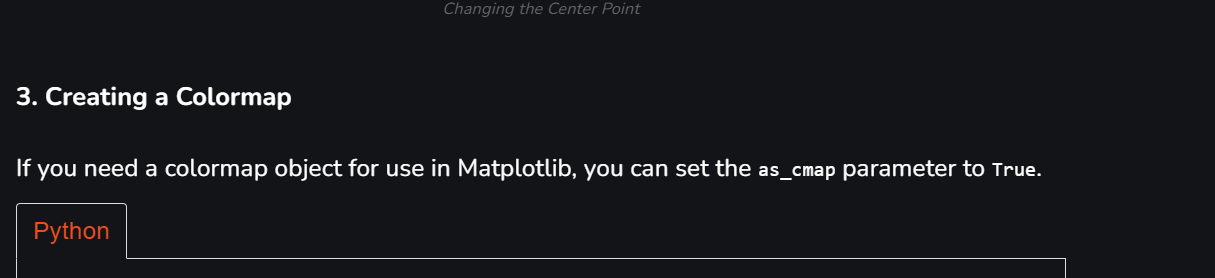 Changing the Center Point
3. Creating a Colormap
If you need a colormap object for use in Matplotlib, you can set the as_cmap parameter to True.
Python